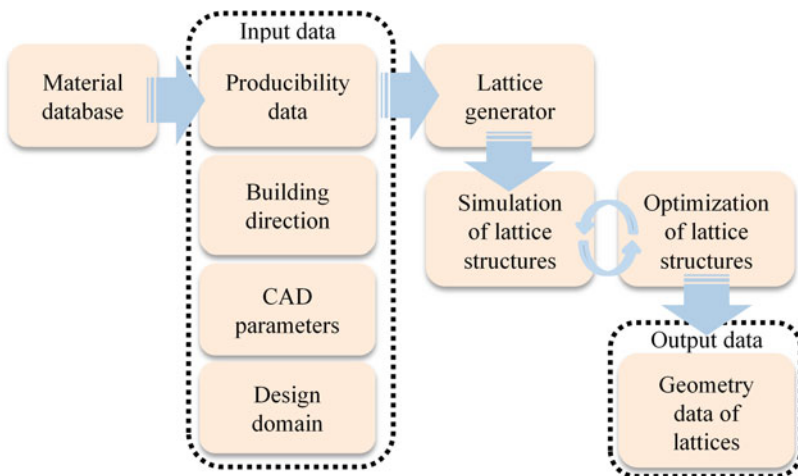 Input data
Material
database
Producibility
data
Lattice
generator
Building
direction
Simulation
of lattice
structures
Optimization
of lattice
structures
CAD
parameters
Design
domain
Output data
Geometry
data of
lattices